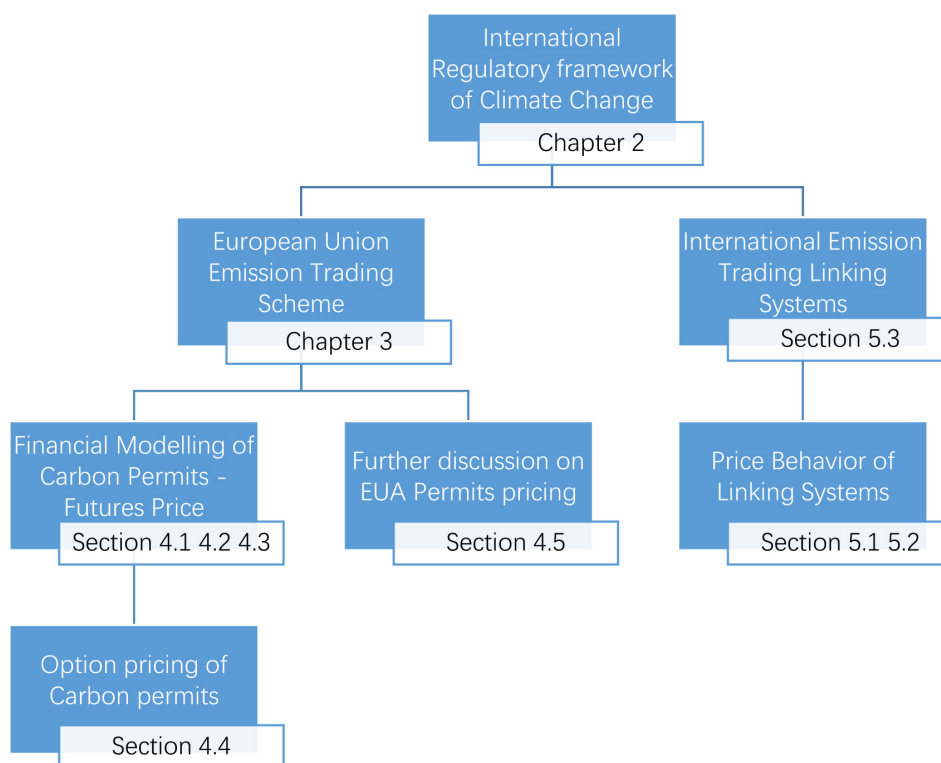 International
Regulatory framework
of Climate Change
Chapter 2
European Union
Emission Trading
Scheme
Chapter 3
International Emission
Trading Linking
Systems
Section 5.3
Financial Modelling of
Carbon Permits -
Futures Price
Section 4.1 4.2 4.3
Further discussion on
EUA Permits pricing
Section 4.5
Price Behavior of
Linking Systems
Section 5.1 5.2
Option pricing of
Carbon permits
Section 4.4